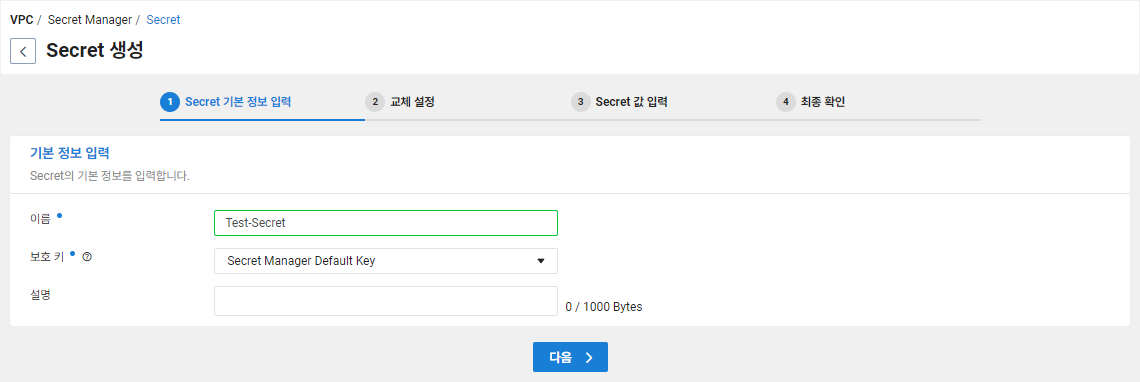 VPC / Secret Manager / Secret
Secret 생성
1 Secret 기본 정보 입력 2 교체 설정 3 Secret 값 입력 4 최종 확인
기본 정보 입력
Secret의 기본 정보를 입력합니다.
이름 Test-Secret
보호 키 ? Secret Manager Default Key
설명 0 / 1000 Bytes
다음